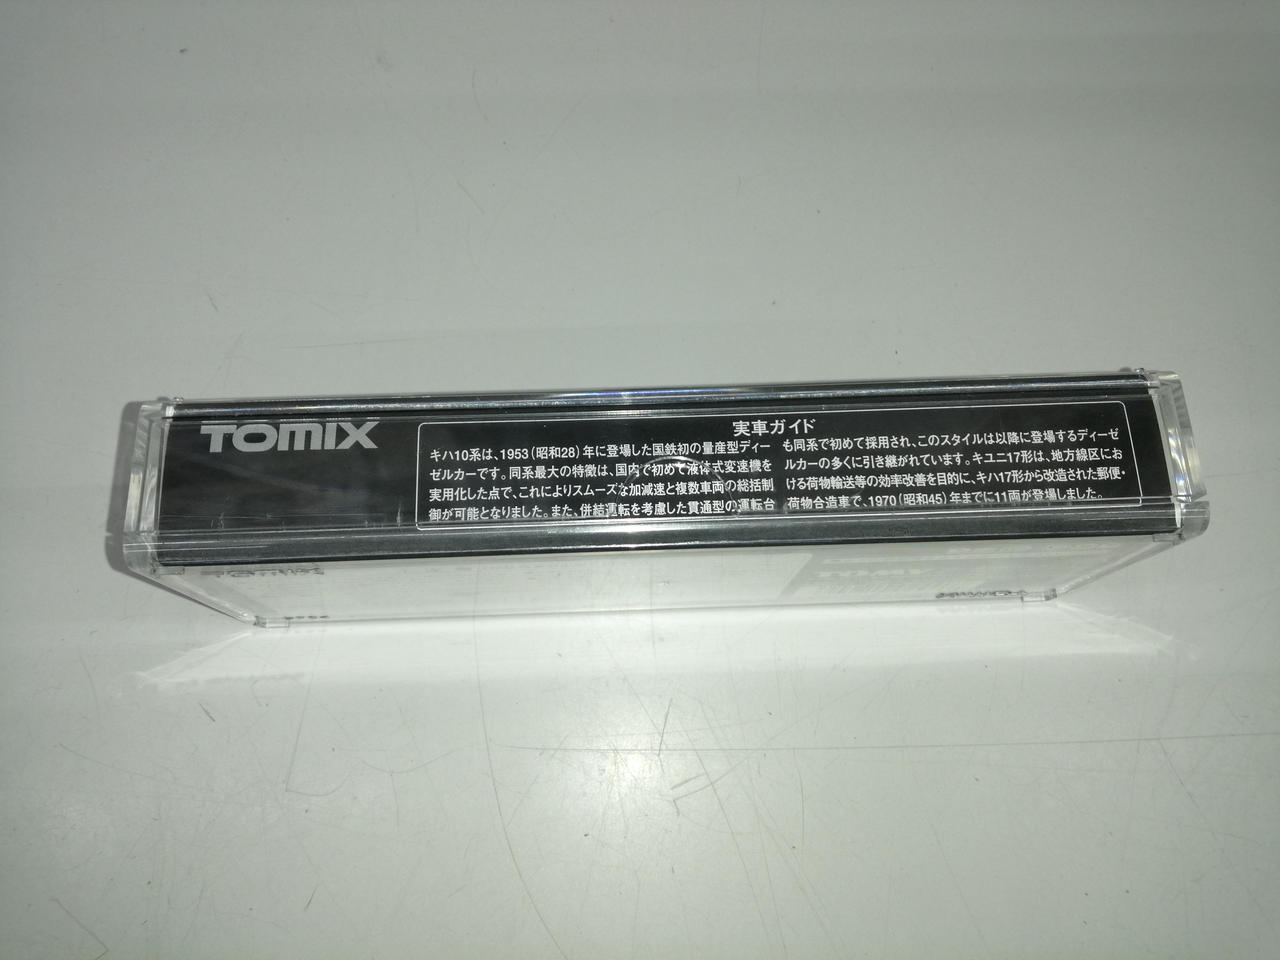 TOMIX
実車ガイド
キハ10系は、1953(昭和28)年に登場した国鉄初の量産型ディー
ゼルカーです。同系最大の特徴は、国内で初めて液体式変速機を
実用化した点で、これによりスムーズな加減速と複数車両の総括制
御が可能となりました。また、併結運転を考慮した貫通型の運転台
も同系で初めて採用され、このスタイルは以降に登場するディーゼ
ルカーの多くに引き継がれています。キユニ17形は、地方線区にお
ける荷物輸送等の効率改善を目的に、キハ17形から改造された郵便・
荷物合造車で、1970(昭和45)年までに11両が登場しました。